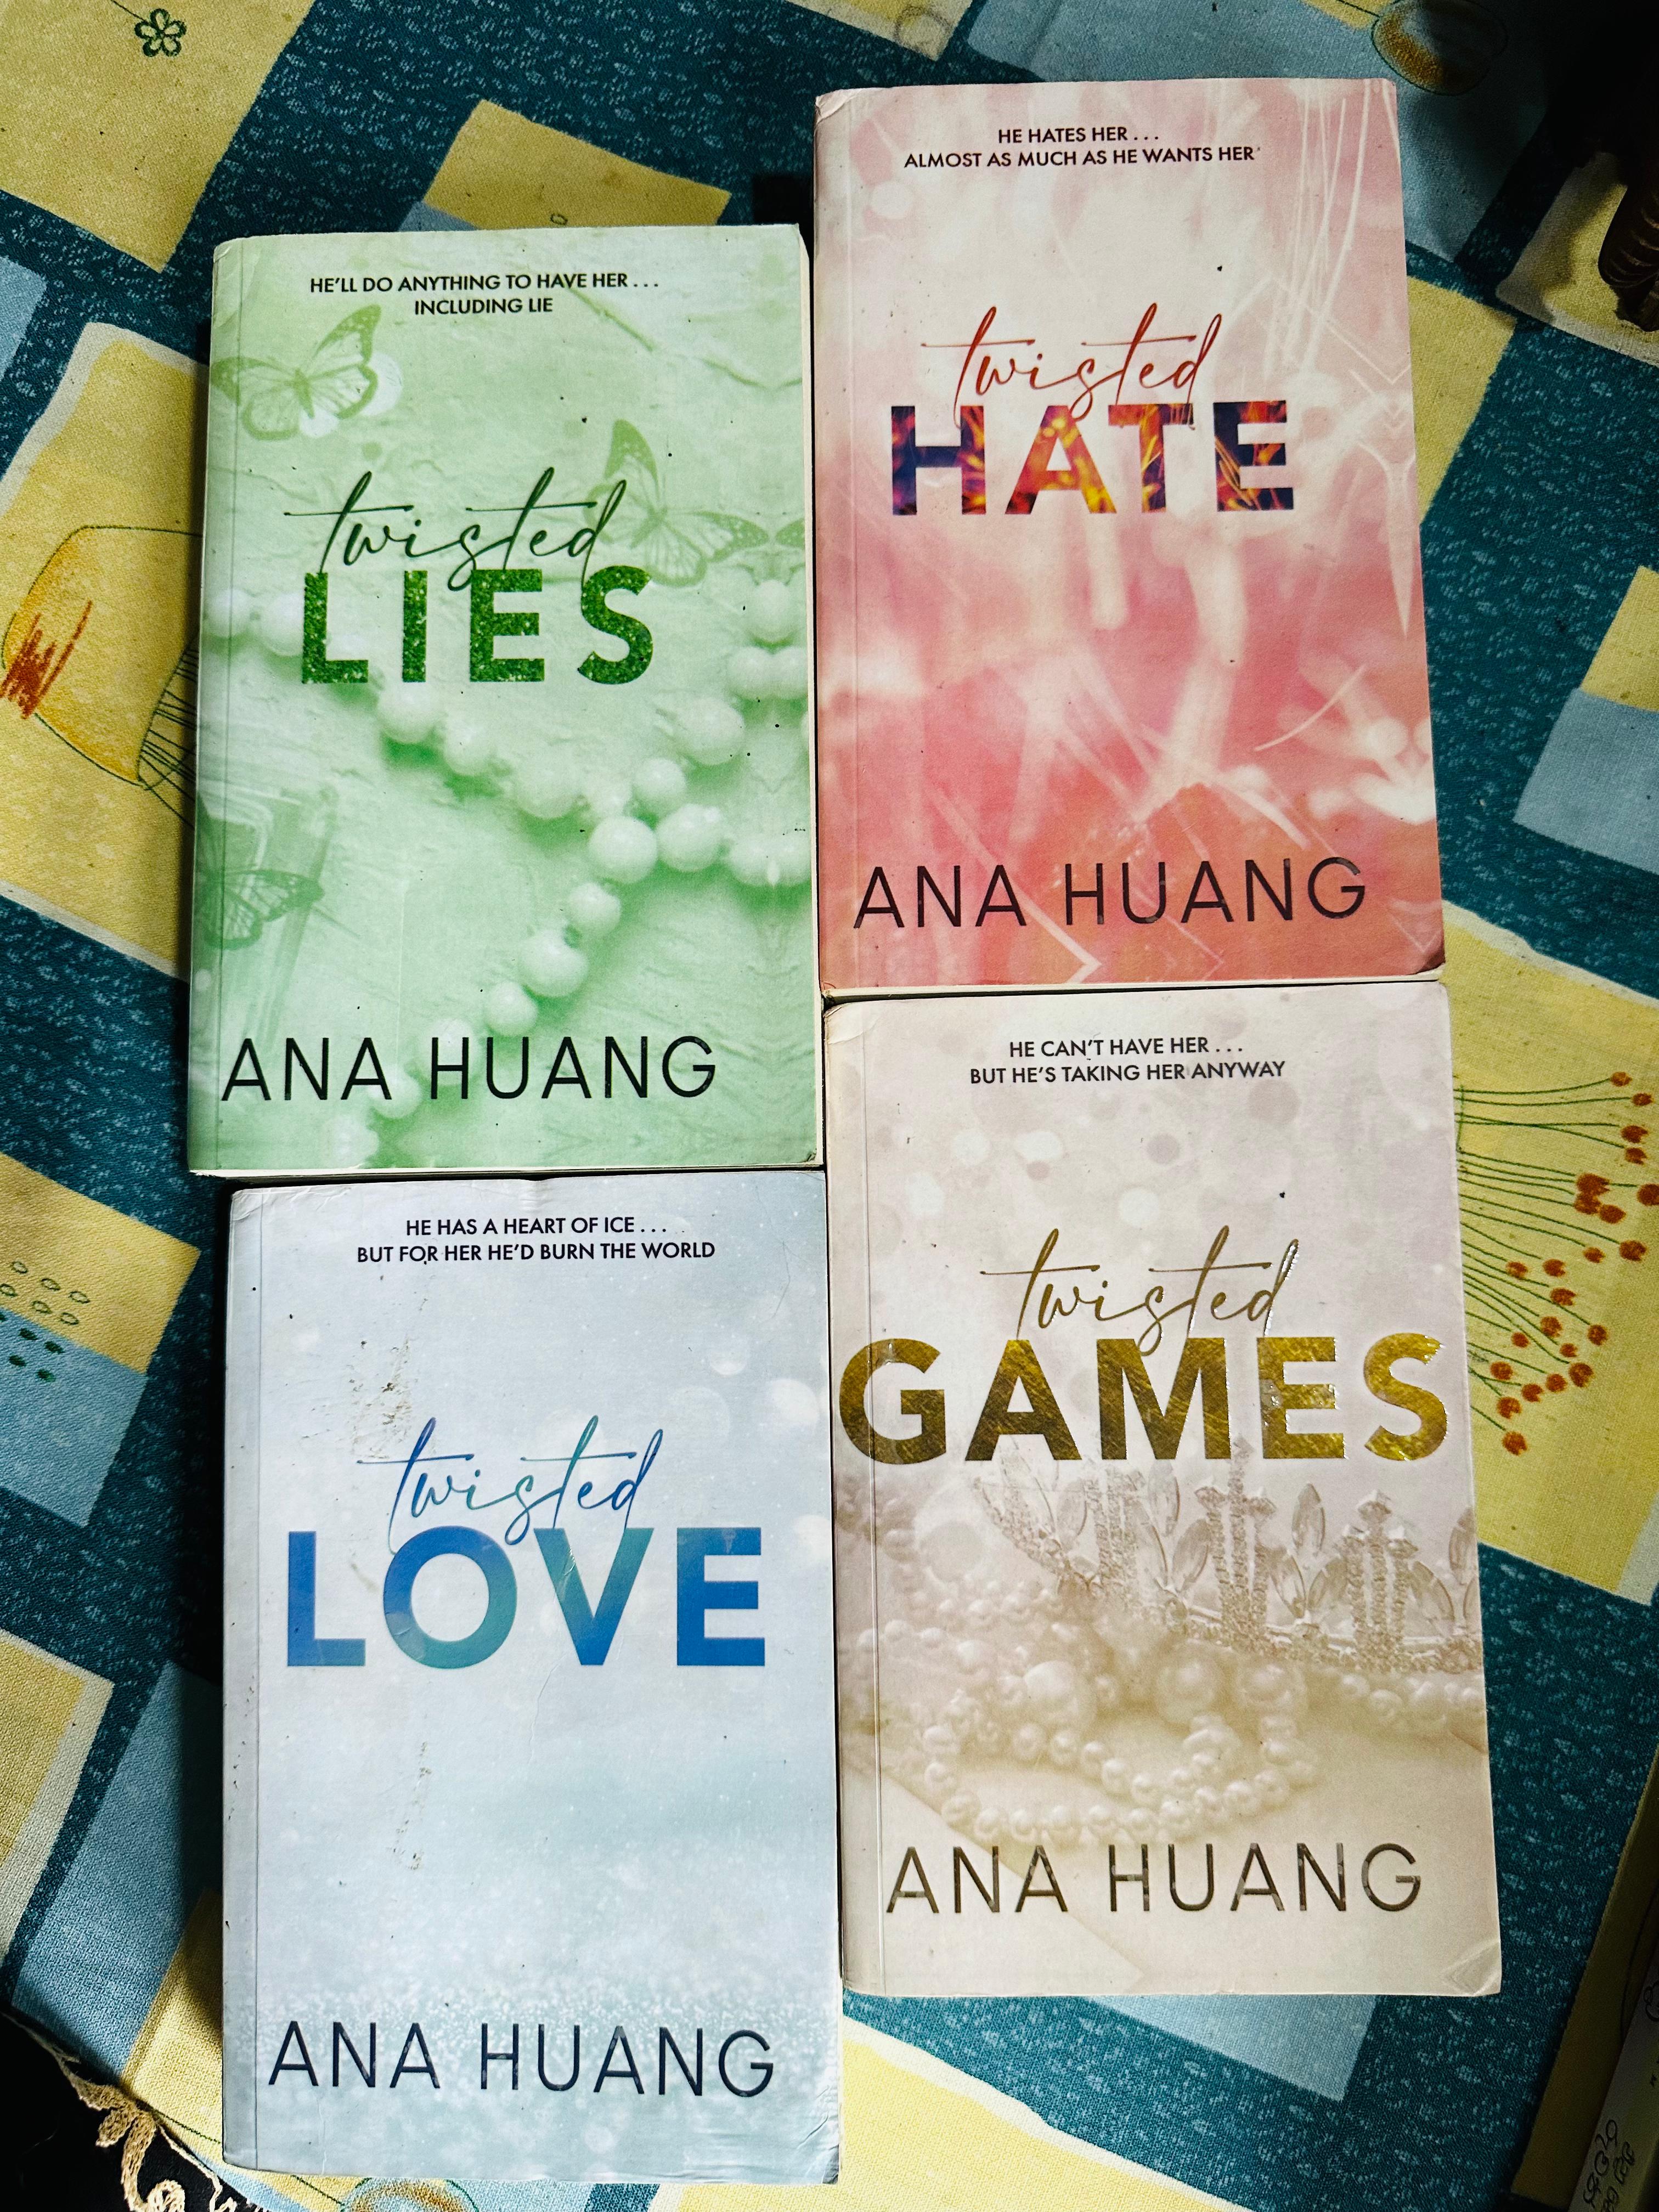 HE'LL DO ANYTHING TO HAVE HER . . .
INCLUDING LIE
twisted
LIES
ANA HUANG
HE HATES HER . . .
ALMOST AS MUCH AS HE WANTS HER
twisted
HATE
ANA HUANG
HE HAS A HEART OF ICE . . .
BUT FOR HER HE'D BURN THE WORLD
twisted
LOVE
ANA HUANG
HE CAN'T HAVE HER . . .
BUT HE'S TAKING HER ANYWAY
twisted
GAMES
ANA HUANG